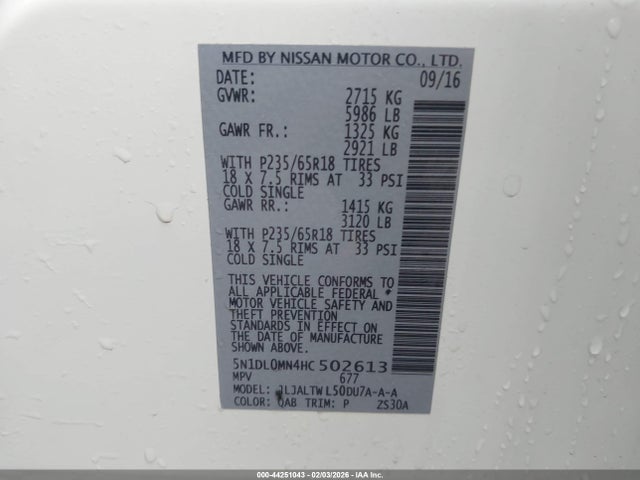 MFD BY NISSAN MOTOR CO., LTD.
DATE: 09/16
GVWR: 2715 KG
5986 LB
GAWR FR.: 1325 KG
2921 LB
WITH P235/65R18 TIRES
18 X 7.5 RIMS AT 33 PSI
COLD SINGLE
GAWR RR.: 1415 KG
3120 LB
WITH P235/65R18 TIRES
18 X 7.5 RIMS AT 33 PSI
COLD SINGLE
THIS VEHICLE CONFORMS TO
ALL APPLICABLE FEDERAL *
MOTOR VEHICLE SAFETY AND
THEFT PREVENTION
STANDARDS IN EFFECT ON
THE DATE OF MANUFACTURE
SHOWN ABOVE.
5N1DL0MN4HC 502613
MPV 677
MODEL: JLJALTW L50DU7A-A-A
COLOR: QAB TRIM: P ZS30A
000-44251043 - 02/03/2026 - IAA Inc.